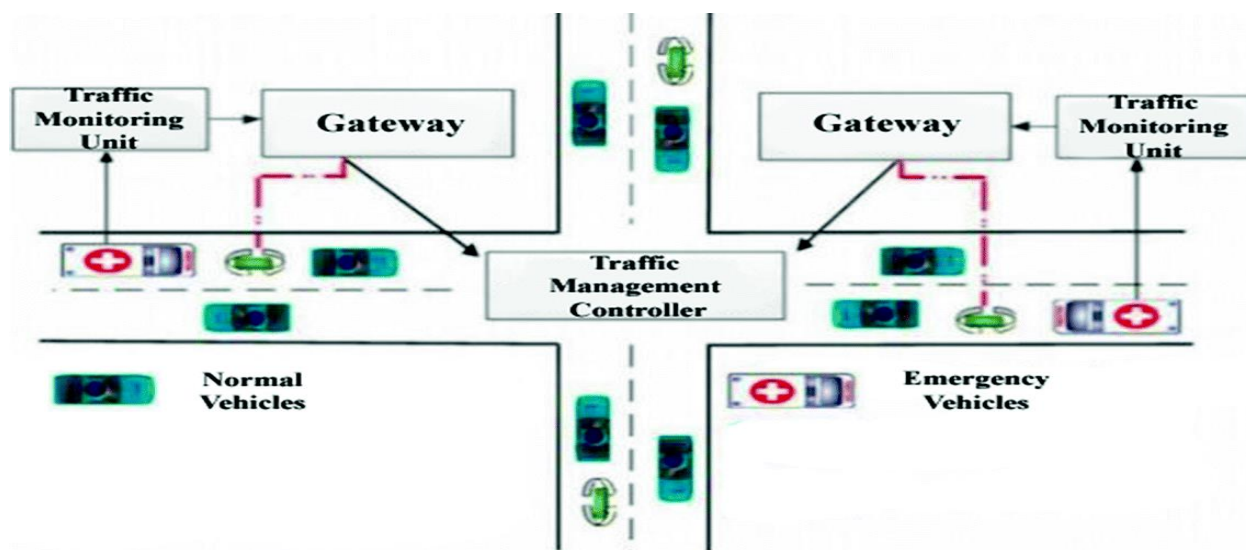 Traffic
Monitoring
Unit
Gateway
Gateway
Traffic
Monitoring
Unit
Traffic
Management
Controller
Normal
Vehicles
Emergency
Vehicles